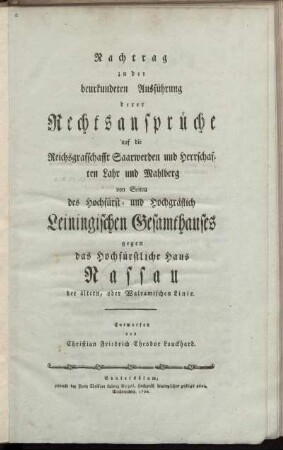 Nachtrag
zu der
beurkundeten Ausführung
derer
Rechtsansprüche
auf die
Reichsgrafschafft Saarwerden und Herrschaf-
ten Lahr und Mahlberg
von Seiten
des Hochfürst- und Hochgräflich
Leiningischen Gesamthauses
gegen
das Hochfürstliche Haus
Nassau
der ältern, oder Walramischen Linie.
Entworfen
von
Christian Friedrich Theodor Lauckhard.
Guntersblum,